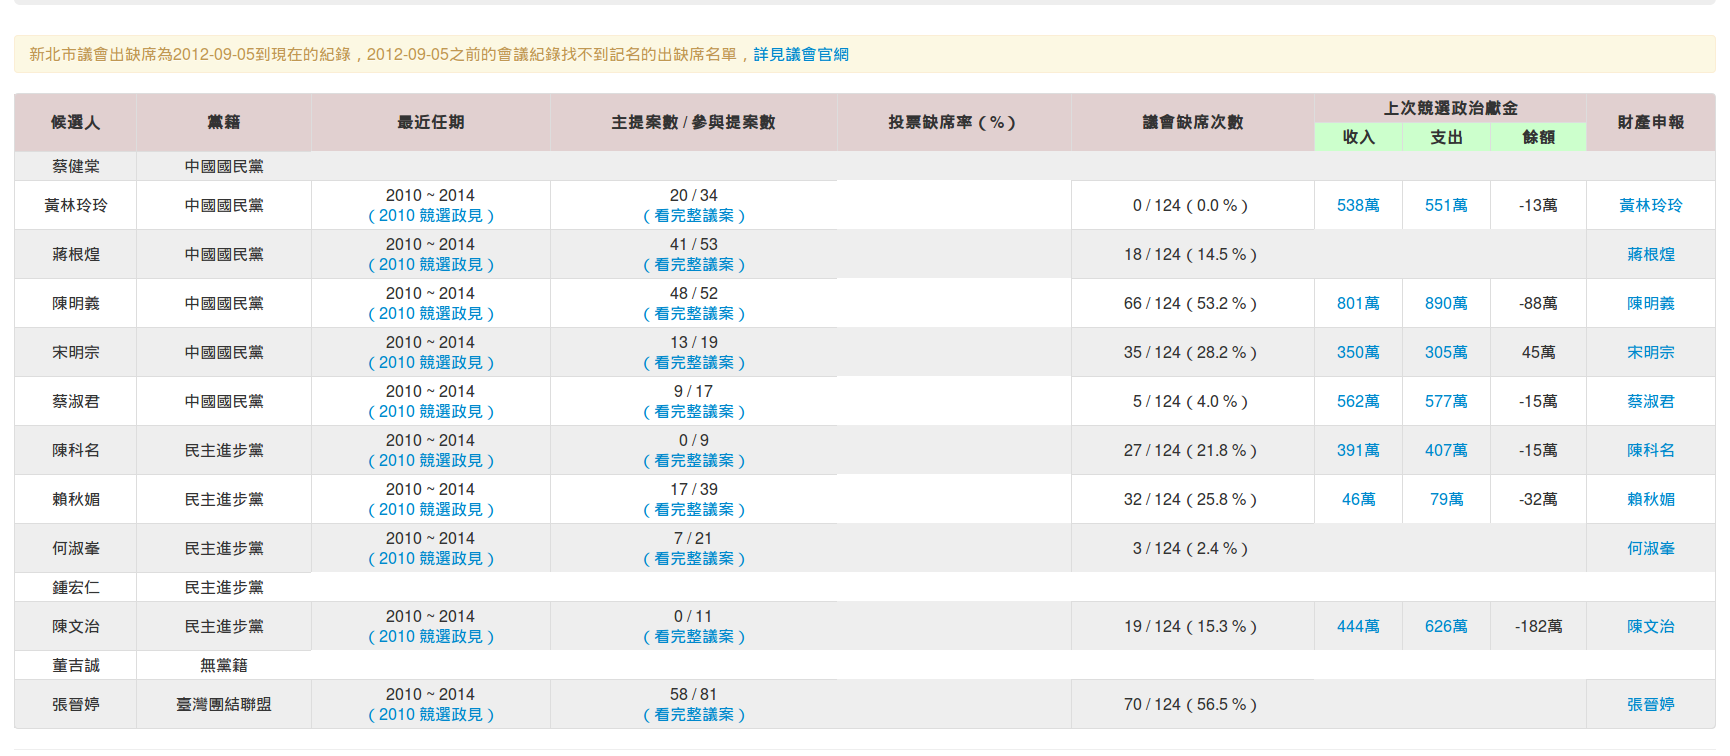 新北市議會出缺席為2012-09-05到現在的紀錄，2012-09-05之前的會議紀錄找不到記名的出缺席名單，詳見議會官網
候選人 黨籍 最近任期 主提案數 / 參與提案數 投票缺席率（%） 議會缺席次數 上次競選政治獻金 財產申報
收入 支出 餘額
蔡健棠 中國國民黨
黃林玲玲 中國國民黨 2010 ~ 2014 20 / 34 0 / 124（0.0 %） 538萬 551萬 -13萬 黃林玲玲
（2010 競選政見） （看完整議案）
蔣根煌 中國國民黨 2010 ~ 2014 41 / 53 18 / 124（14.5 %） 蔣根煌
（2010 競選政見） （看完整議案）
陳明義 中國國民黨 2010 ~ 2014 48 / 52 66 / 124（53.2 %） 801萬 890萬 -88萬 陳明義
（2010 競選政見） （看完整議案）
宋明宗 中國國民黨 2010 ~ 2014 13 / 19 35 / 124（28.2 %） 350萬 305萬 45萬 宋明宗
（2010 競選政見） （看完整議案）
蔡淑君 中國國民黨 2010 ~ 2014 9 / 17 5 / 124（4.0 %） 562萬 577萬 -15萬 蔡淑君
（2010 競選政見） （看完整議案）
陳科名 民主進步黨 2010 ~ 2014 0 / 9 27 / 124（21.8 %） 391萬 407萬 -15萬 陳科名
（2010 競選政見） （看完整議案）
賴秋媚 民主進步黨 2010 ~ 2014 17 / 39 32 / 124（25.8 %） 46萬 79萬 -32萬 賴秋媚
（2010 競選政見） （看完整議案）
何淑峯 民主進步黨 2010 ~ 2014 7 / 21 3 / 124（2.4 %） 何淑峯
（2010 競選政見） （看完整議案）
鍾宏仁 民主進步黨
陳文治 民主進步黨 2010 ~ 2014 0 / 11 19 / 124（15.3 %） 444萬 626萬 -182萬 陳文治
（2010 競選政見） （看完整議案）
董吉誠 無黨籍
張晉婷 臺灣團結聯盟 2010 ~ 2014 58 / 81 70 / 124（56.5 %） 張晉婷
（2010 競選政見） （看完整議案）